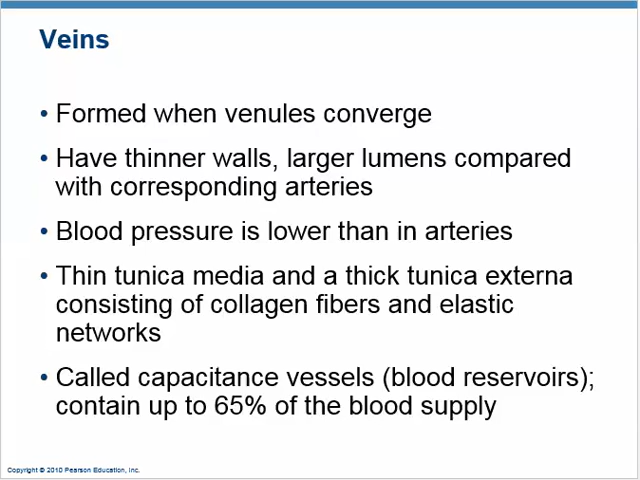 Veins
• Formed when venules converge
• Have thinner walls, larger lumens compared
with corresponding arteries
• Blood pressure is lower than in arteries
• Thin tunica media and a thick tunica externa
consisting of collagen fibers and elastic
networks
• Called capacitance vessels (blood reservoirs);
contain up to 65% of the blood supply
Copyright © 2010 Pearson Education, Inc.